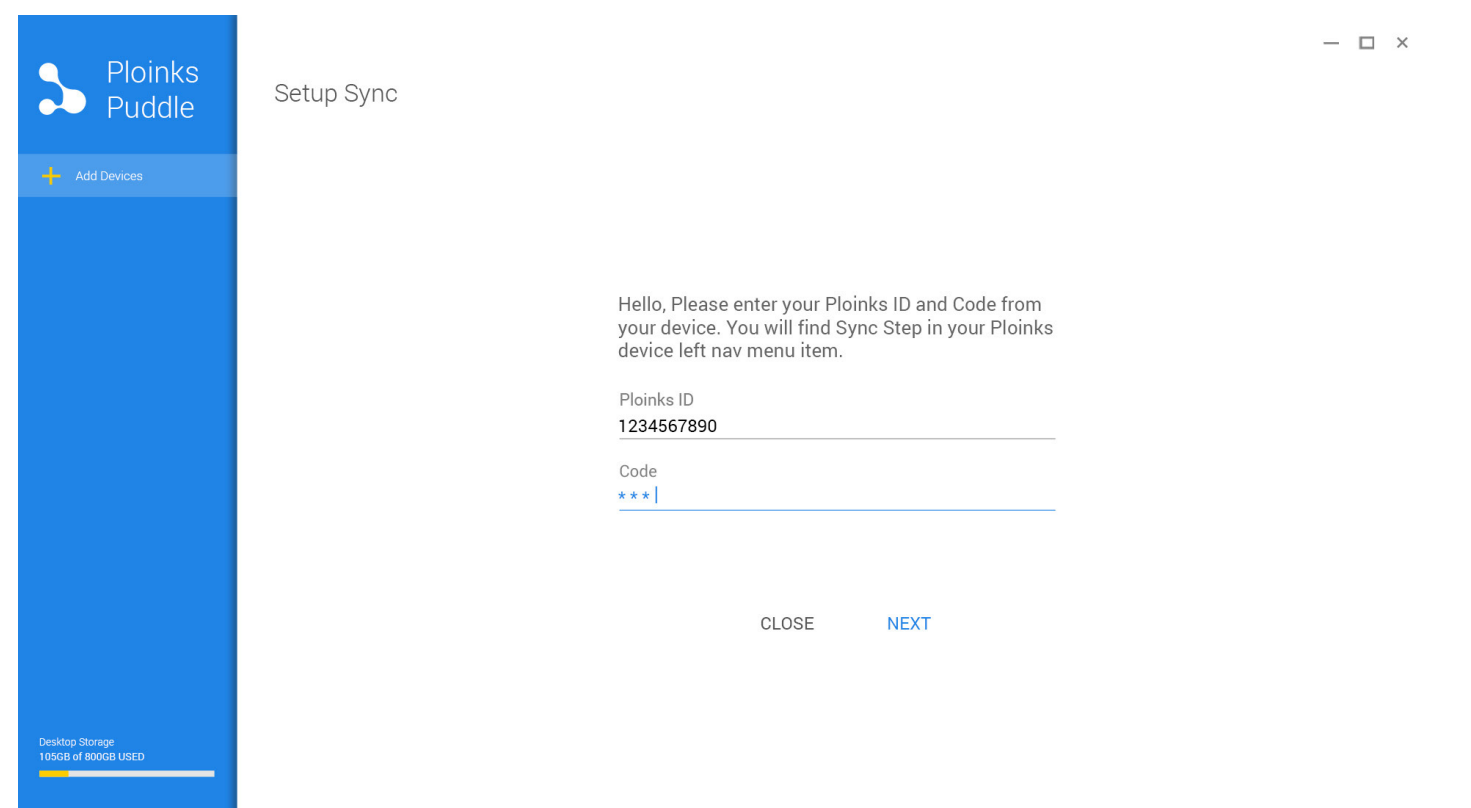 Ploinks
Puddle
Setup Sync
Add Devices
Hello, Please enter your Ploinks ID and Code from
your device. You will find Sync Step in your Ploinks
device left nav menu item.
Ploinks ID
1234567890
Code
***
CLOSE NEXT
Desktop Storage
105GB of 800GB USED